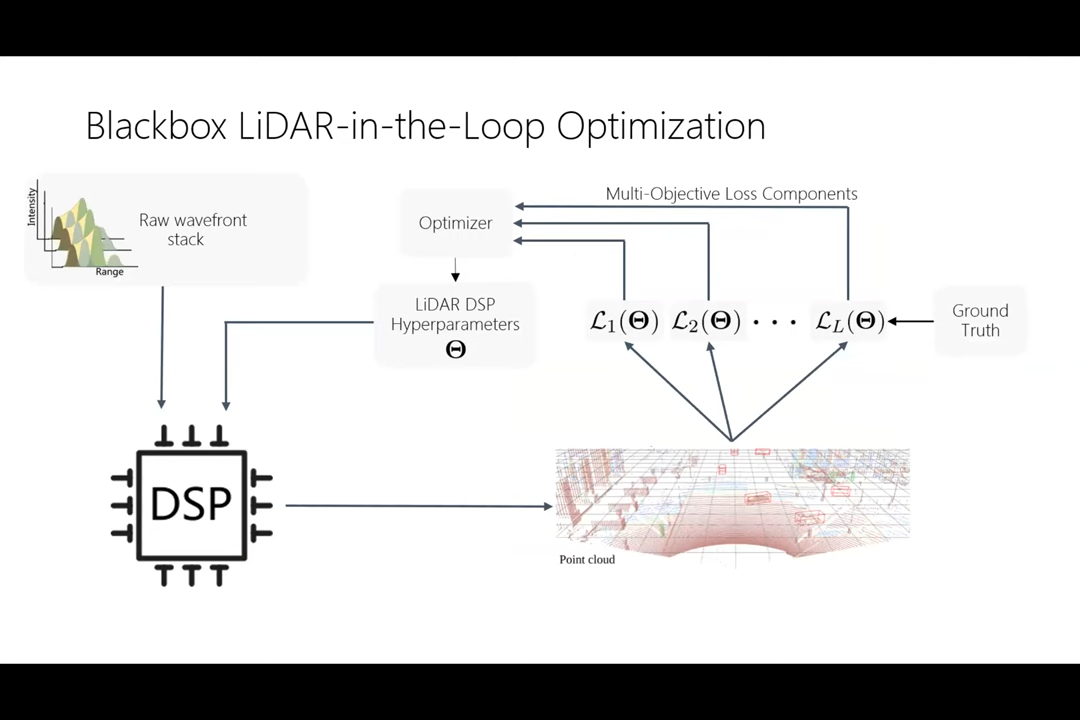 Blackbox LiDAR-in-the-Loop Optimization
Intensity
Range
Raw wavefront
stack
Optimizer
Multi-Objective Loss Components
LiDAR DSP
Hyperparameters
Θ
ℒ₁(Θ) ℒ₂(Θ) · · · ℒ_L(Θ)
Ground
Truth
DSP
Point cloud